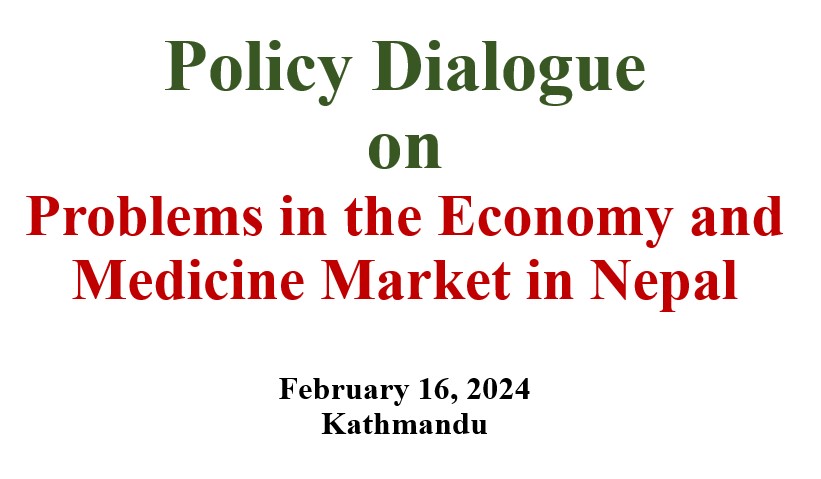 Policy Dialogue
on
Problems in the Economy and
Medicine Market in Nepal
February 16, 2024
Kathmandu